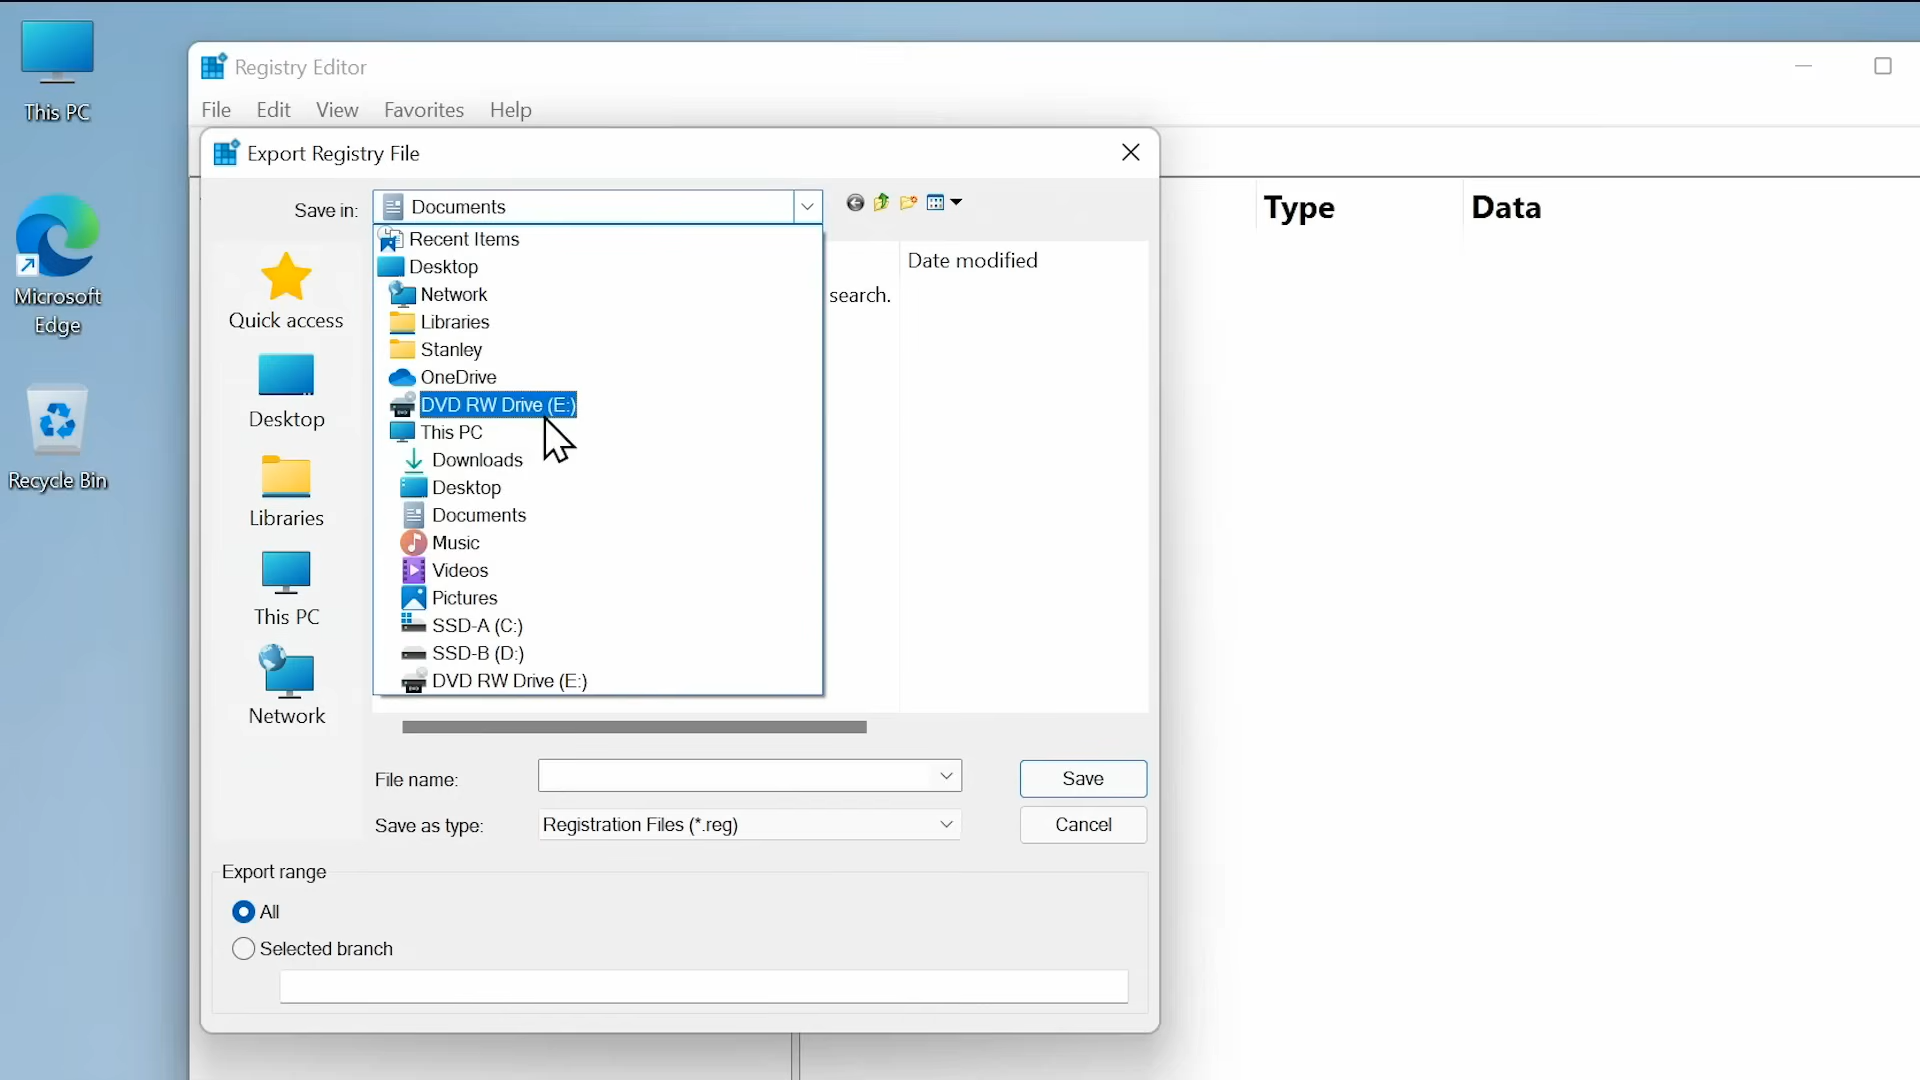 This PC
Microsoft
Edge
Recycle Bin
Registry Editor
File Edit View Favorites Help
Export Registry File
Save in: Documents
Recent Items
Desktop
Network
Libraries
Stanley
OneDrive
DVD RW Drive (E:)
This PC
Downloads
Desktop
Documents
Music
Videos
Pictures
SSD-A (C:)
SSD-B (D:)
DVD RW Drive (E:)
Quick access
Desktop
Libraries
This PC
Network
Date modified
search.
Type Data
File name:
Save
Save as type: Registration Files (*.reg)
Cancel
Export range
All
Selected branch